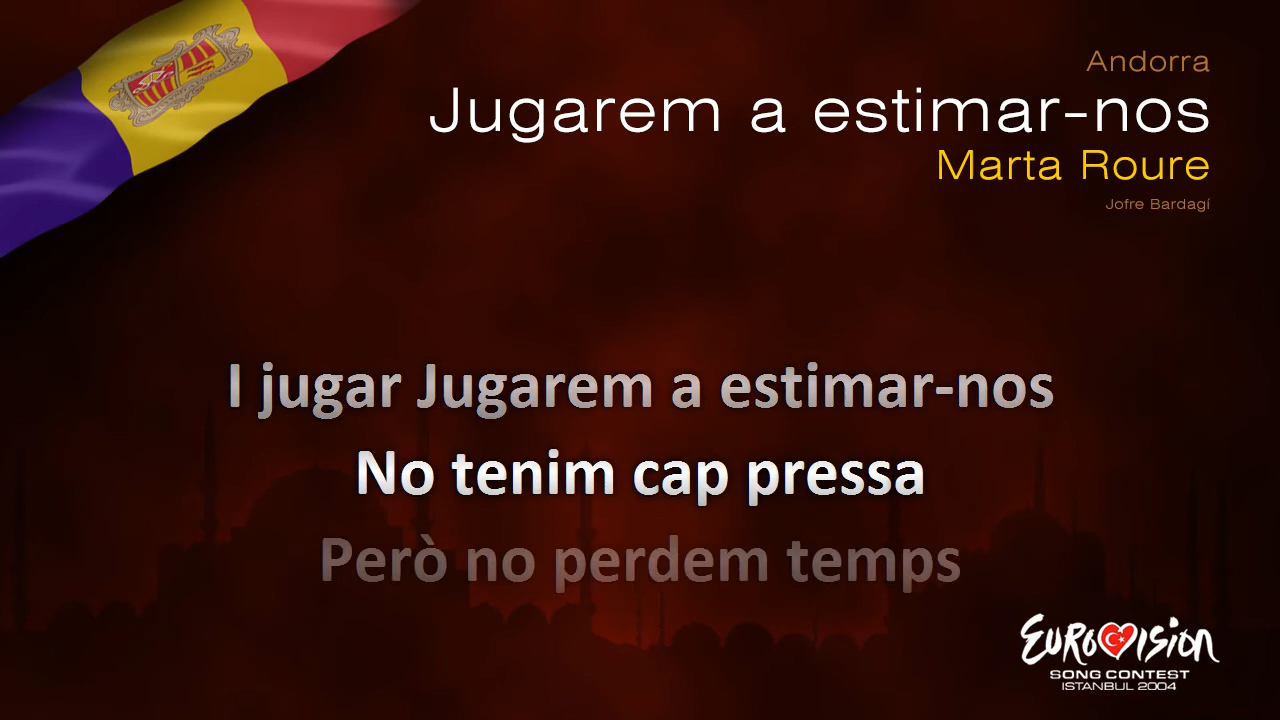 Andorra
Jugarem a estimar-nos
Marta Roure
Jofre Bardagí
I jugar Jugarem a estimar-nos
No tenim cap pressa
Però no perdem temps
EUROVISION
SONG CONTEST
ISTANBUL 2004